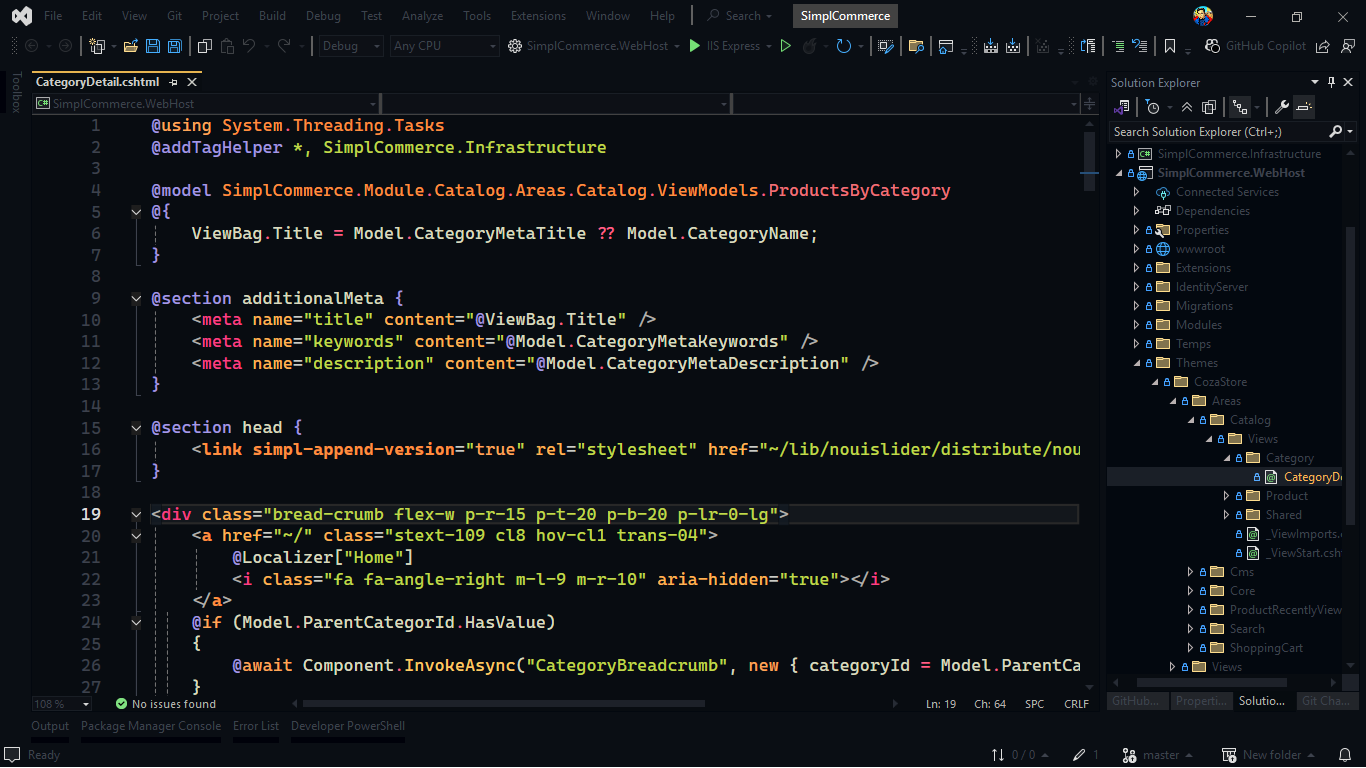 File Edit View Git Project Build Debug Test Analyze Tools Extensions Window Help Search SimplCommerce
Debug Any CPU SimplCommerce.WebHost IIS Express GitHub Copilot
Toolbox
CategoryDetail.cshtml
C# SimplCommerce.WebHost
1 @using System.Threading.Tasks
2 @addTagHelper *, SimplCommerce.Infrastructure
3
4 @model SimplCommerce.Module.Catalog.Areas.Catalog.ViewModels.ProductsByCategory
5 @{
6 ViewBag.Title = Model.CategoryMetaTitle ?? Model.CategoryName;
7 }
8
9 @section additionalMeta {
10 <meta name="title" content="@ViewBag.Title" />
11 <meta name="keywords" content="@Model.CategoryMetaKeywords" />
12 <meta name="description" content="@Model.CategoryMetaDescription" />
13 }
14
15 @section head {
16 <link simpl-append-version="true" rel="stylesheet" href="~/lib/nouislider/distribute/nou
17 }
18
19 <div class="bread-crumb flex-w p-r-15 p-t-20 p-b-20 p-lr-0-lg">
20 <a href="~/" class="stext-109 cl8 hov-cl1 trans-04">
21 @Localizer["Home"]
22 <i class="fa fa-angle-right m-l-9 m-r-10" aria-hidden="true"></i>
23 </a>
24 @if (Model.ParentCategorId.HasValue)
25 {
26 @await Component.InvokeAsync("CategoryBreadcrumb", new { categoryId = Model.ParentCa
27 }
108 % No issues found Ln: 19 Ch: 64 SPC CRLF
Solution Explorer
Search Solution Explorer (Ctrl+;)
C# SimplCommerce.Infrastructure
SimplCommerce.WebHost
Connected Services
Dependencies
Properties
wwwroot
Extensions
IdentityServer
Migrations
Modules
Temps
Themes
CozaStore
Areas
Catalog
Views
Category
CategoryDe
Product
Shared
_ViewImports.c
_ViewStart.csht
Cms
Core
ProductRecentlyView
Search
ShoppingCart
Views
GitHub... Properti... Solutio... Git Cha...
Output Package Manager Console Error List Developer PowerShell
Ready 0 / 0 1 master New folder